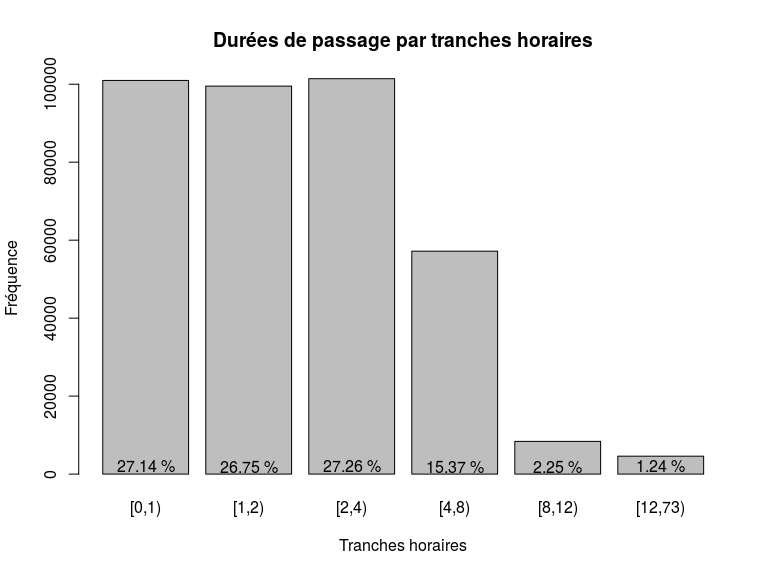 Durées de passage par tranches horaires
Fréquence
100000
80000
60000
40000
20000
0
27.14 % 26.75 % 27.26 % 15.37 % 2.25 % 1.24 %
[0,1) [1,2) [2,4) [4,8) [8,12) [12,73)
Tranches horaires